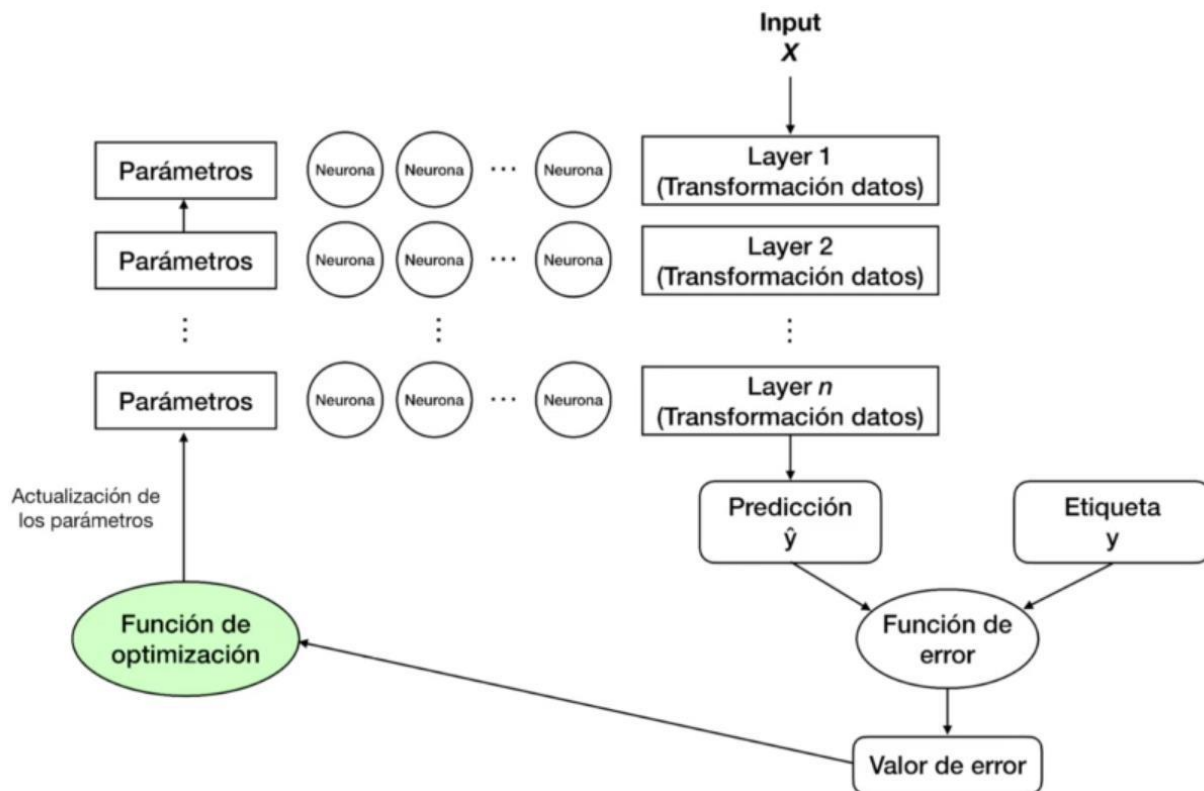 Input
X
Parámetros
Neurona
Neurona
...
Neurona
Layer 1
(Transformación datos)
Parámetros
Neurona
Neurona
...
Neurona
Layer 2
(Transformación datos)
Parámetros
Neurona
Neurona
...
Neurona
Layer n
(Transformación datos)
Actualización de
los parámetros
Predicción
ŷ
Etiqueta
y
Función de
optimización
Función de
error
Valor de error